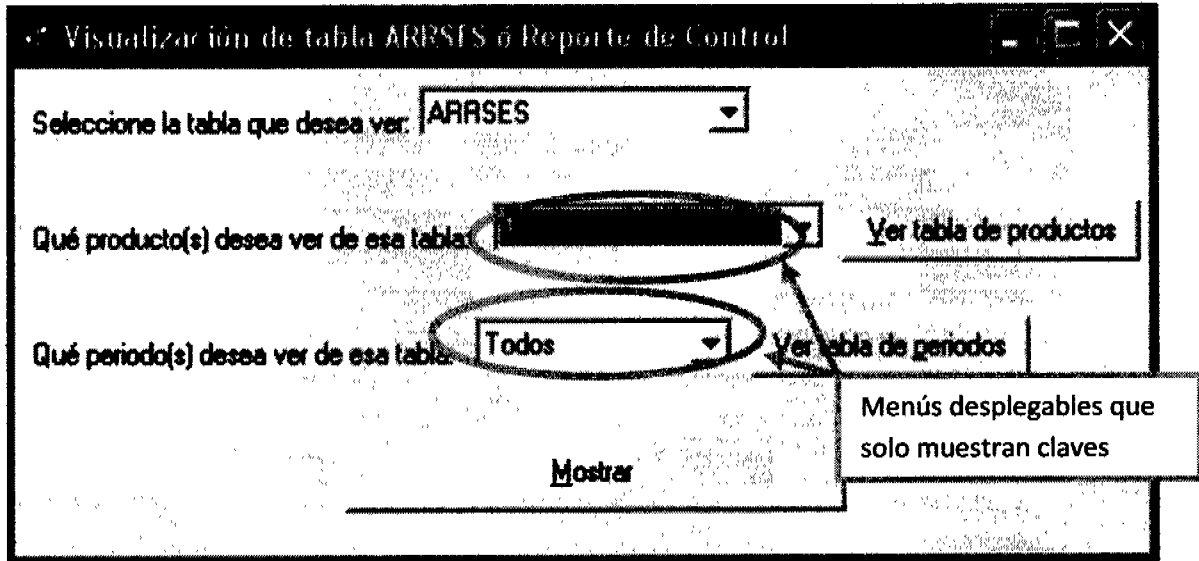 Visualización de tabla ARRSES ó Reporte de Control
Seleccione la tabla que desea ver: ARRSES
Qué producto(s) desea ver de esa tabla:
Ver tabla de productos
Qué periodo(s) desea ver de esa tabla: Todos
Ver tabla de periodos
Menús desplegables que
solo muestran claves
Mostrar